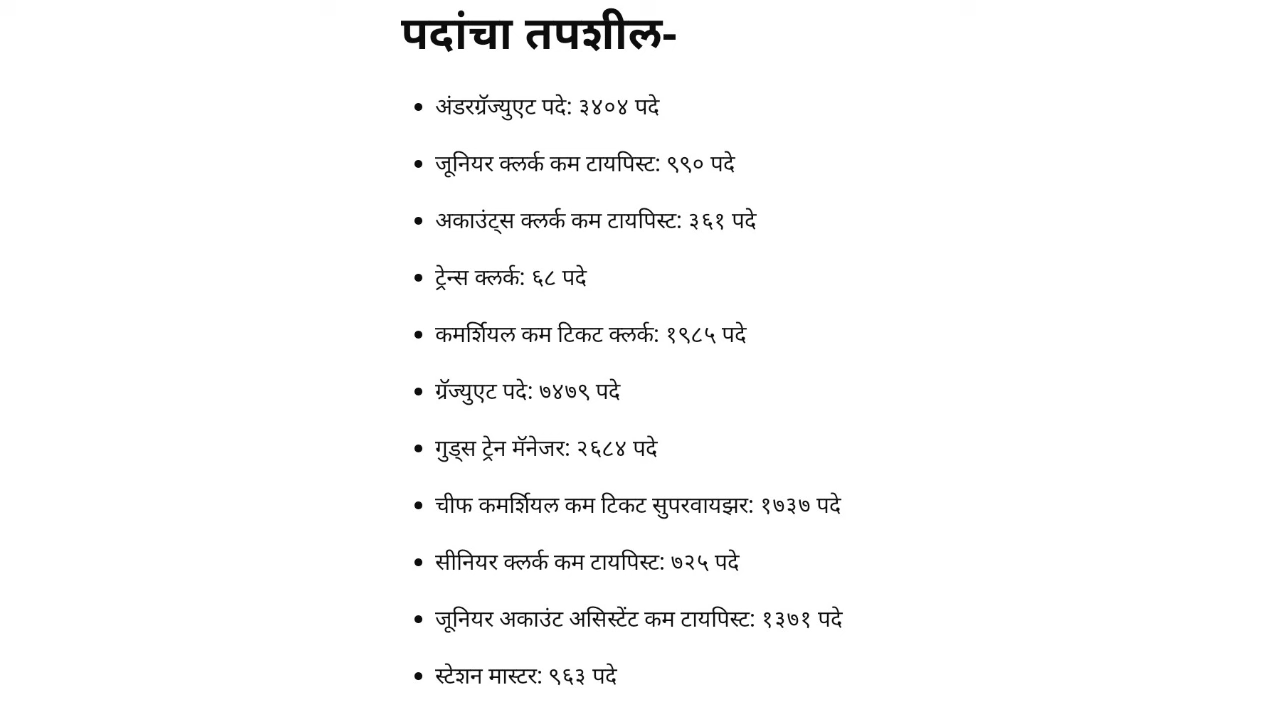 पदांचा तपशील-
• अंडरग्रॅज्युएट पदे: ३४०४ पदे
• जूनियर क्लर्क कम टायपिस्ट: ९९० पदे
• अकाउंट्स क्लर्क कम टायपिस्ट: ३६१ पदे
• ट्रेन्स क्लर्क: ६८ पदे
• कमर्शियल कम टिकट क्लर्क: १९८५ पदे
• ग्रॅज्युएट पदे: ७४७९ पदे
• गुड्स ट्रेन मॅनेजर: २६८४ पदे
• चीफ कमर्शियल कम टिकट सुपरवायझर: १७३७ पदे
• सीनियर क्लर्क कम टायपिस्ट: ७२५ पदे
• जूनियर अकाउंट असिस्टेंट कम टायपिस्ट: १३७१ पदे
• स्टेशन मास्टर: ९६३ पदे